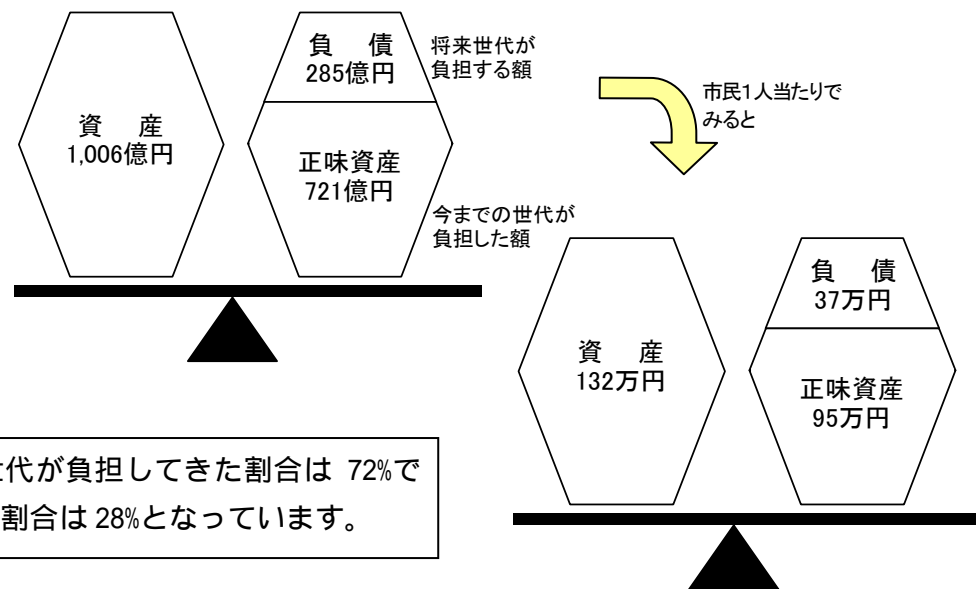 資　産
1,006億円
負　債
285億円
正味資産
721億円
将来世代が
負担する額
今までの世代が
負担した額
市民1人当たりで
みると
資　産
132万円
負　債
37万円
正味資産
95万円
代が負担してきた割合は 72%で
割合は 28%となっています。